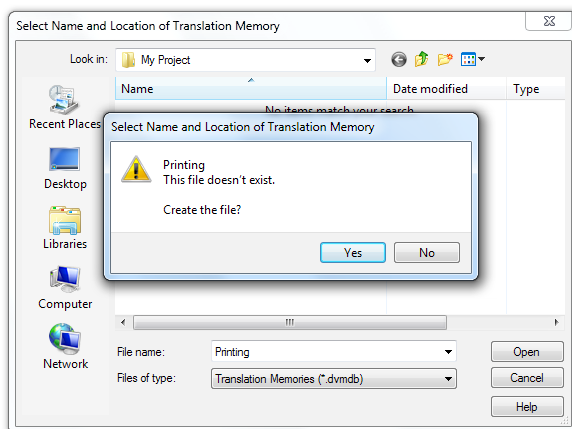 Select Name and Location of Translation Memory
Look in:
My Project
Name
Date modified
Type
No items match your search.
Recent Places
Desktop
Libraries
Computer
Network
Select Name and Location of Translation Memory
Printing
This file doesn't exist.
Create the file?
Yes
No
File name:
Printing
Open
Files of type:
Translation Memories (*.dvmdb)
Cancel
Help